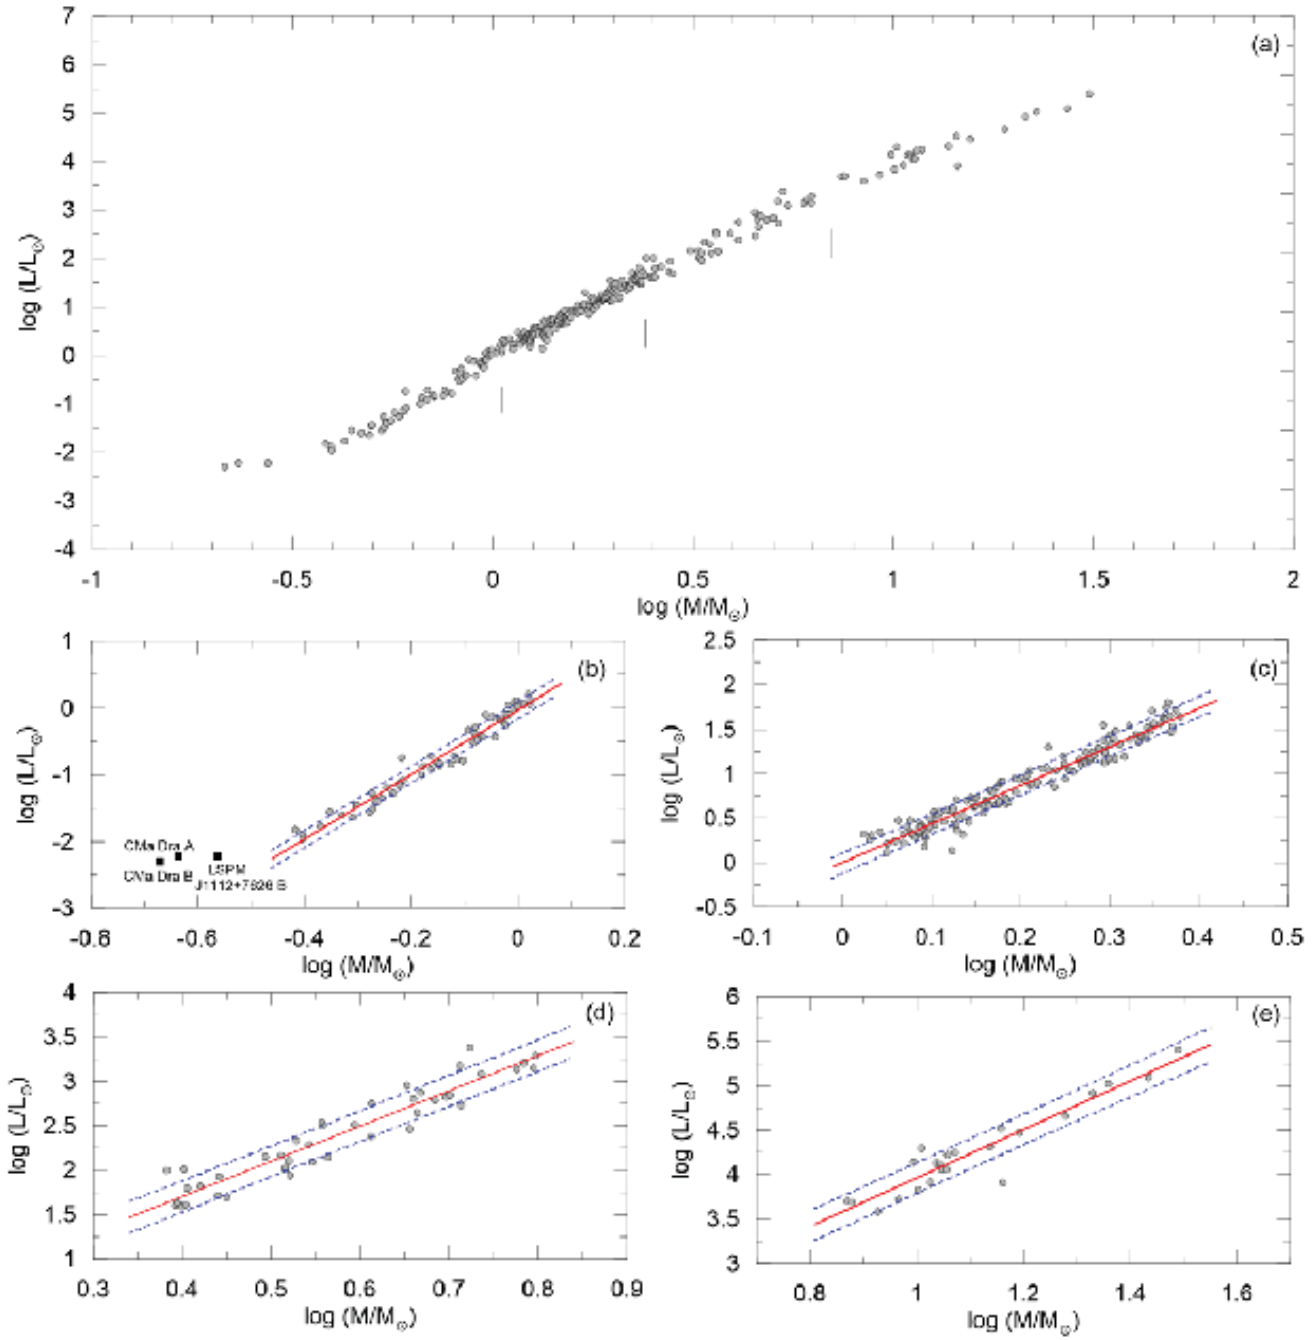 7
(a)
6
5
4
3
2
1
0
-1
-2
-3
-4
log (L/L⊙)
-1 -0.5 0 0.5 1 1.5 2
log (M/M⊙)
1
(b)
0
-1
-2
-3
log (L/L⊙)
CMa Dra A
CMa Dra B
LSPM
J1112+7626 B
-0.8 -0.6 -0.4 -0.2 0 0.2
log (M/M⊙)
2.5
(c)
2
1.5
1
0.5
0
-0.5
log (L/L⊙)
-0.1 0 0.1 0.2 0.3 0.4 0.5
log (M/M⊙)
4
(d)
3.5
3
2.5
2
1.5
1
log (L/L⊙)
0.3 0.4 0.5 0.6 0.7 0.8 0.9
log (M/M⊙)
6
(e)
5.5
5
4.5
4
3.5
3
log (L/L⊙)
0.8 1 1.2 1.4 1.6
log (M/M⊙)